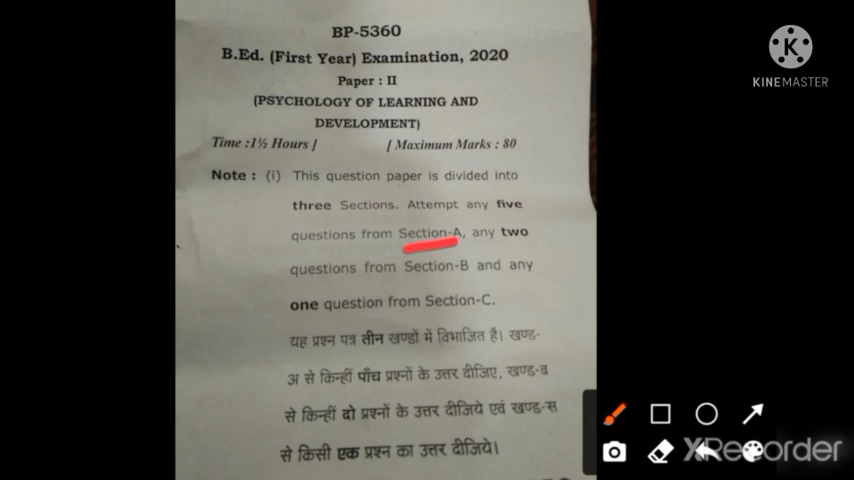 BP-5360
B.Ed. (First Year) Examination, 2020
Paper : II
(PSYCHOLOGY OF LEARNING AND
DEVELOPMENT)
Time :1½ Hours ] [ Maximum Marks : 80
Note : (i) This question paper is divided into
three Sections. Attempt any five
questions from Section-A, any two
questions from Section-B and any
one question from Section-C.
यह प्रश्न पत्र तीन खण्डों में विभाजित है। खण्ड-
अ से किन्हीं पाँच प्रश्नों के उत्तर दीजिए, खण्ड-ब
से किन्हीं दो प्रश्नों के उत्तर दीजिये एवं खण्ड-स
से किसी एक प्रश्न का उत्तर दीजिये।
K
KINEMASTER
XRecorder